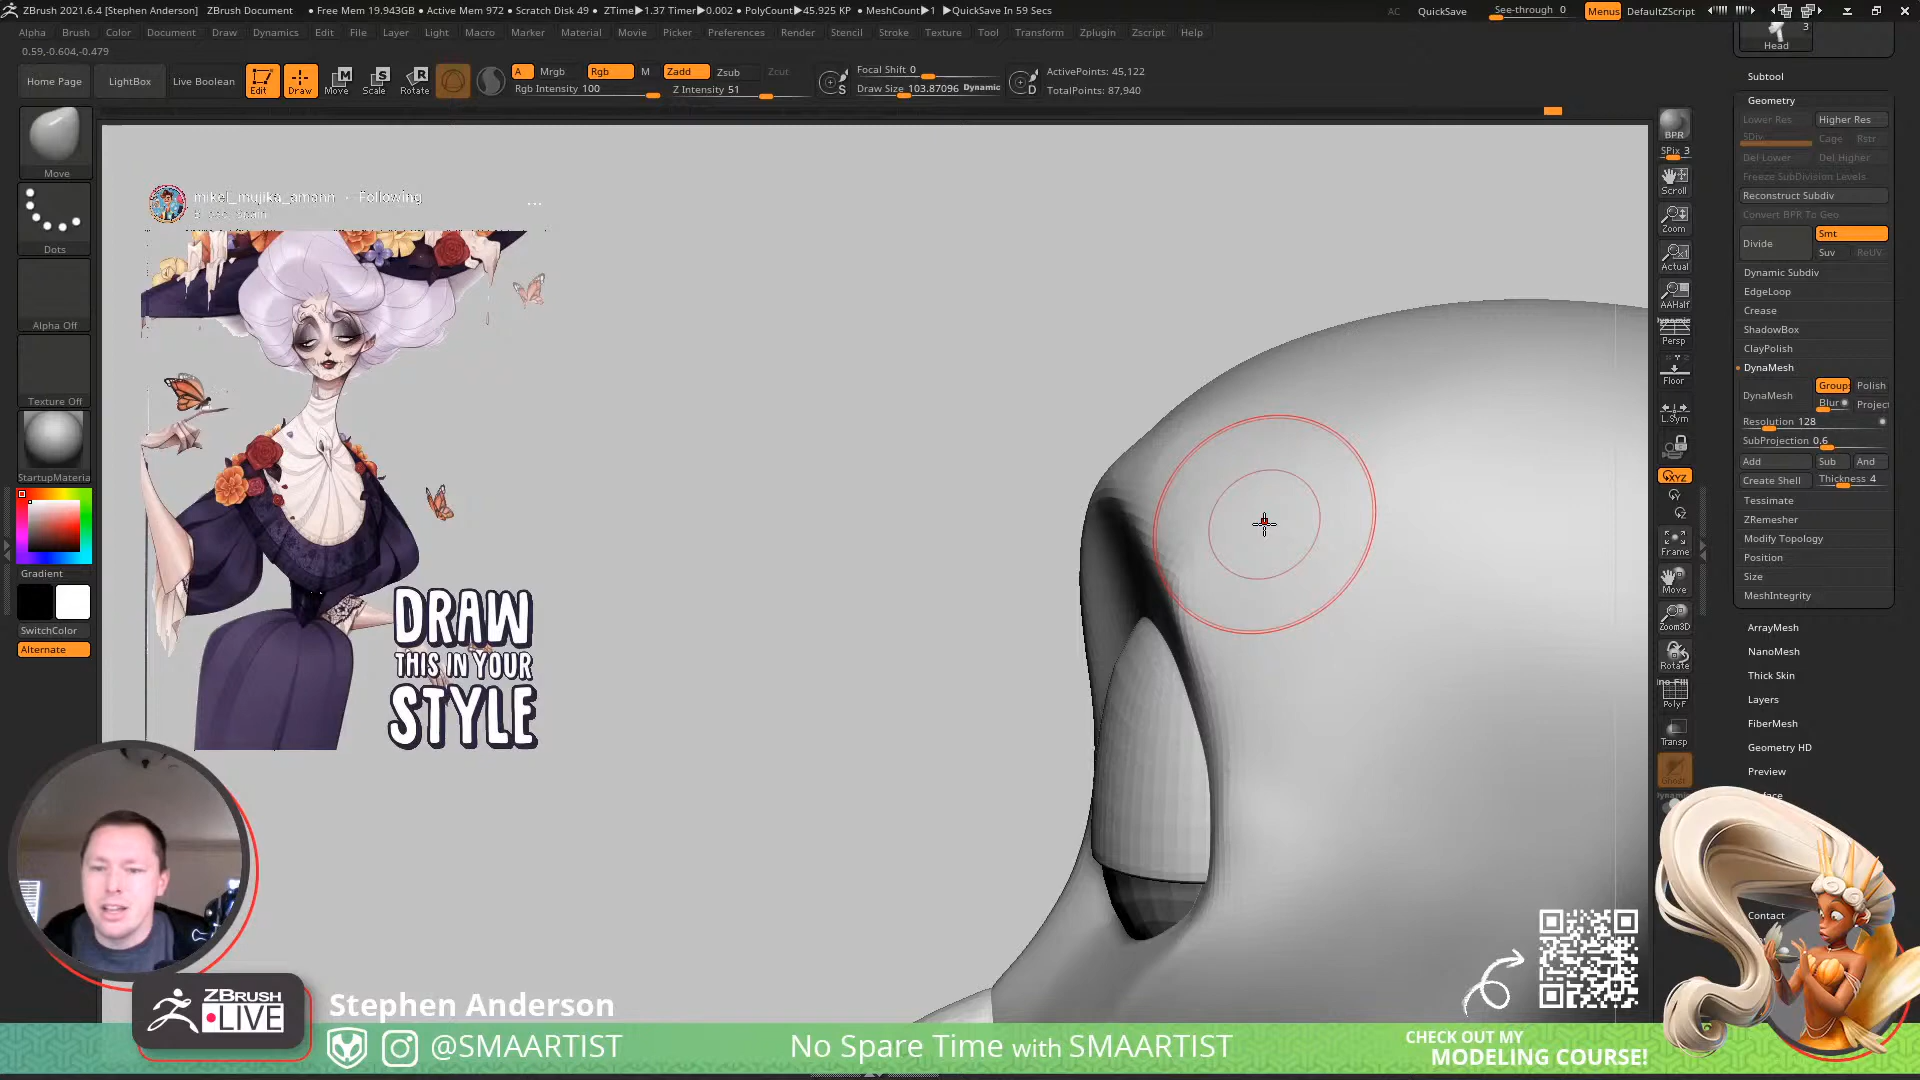 ZBrush 2021.6.4 [Stephen Anderson] ZBrush Document • Free Mem 19.943GB • Active Mem 972 • Scratch Disk 49 • ZTime▶1.37 Timer▶0.002 • PolyCount▶45.925 KP • MeshCount▶1 ▶QuickSave In 59 Secs AC QuickSave See-through 0 Menus DefaultZScript
Alpha Brush Color Document Draw Dynamics Edit File Layer Light Macro Marker Material Movie Picker Preferences Render Stencil Stroke Texture Tool Transform Zplugin Zscript Help
0.59,-0.604,-0.479
Home Page LightBox Live Boolean Edit Draw Move Scale Rotate
A Mrgb Rgb M Zadd Zsub Zcut
Rgb Intensity 100 Z Intensity 51
Focal Shift 0
Draw Size 103.87096 Dynamic
S D
ActivePoints: 45,122
TotalPoints: 87,940
Move
Dots
Alpha Off
Texture Off
StartupMateria
Gradient
SwitchColor
Alternate
mikel_mujika_amann • Following
...
DRAW
THIS IN YOUR
STYLE
BPR
SPix 3
Scroll
Zoom
Actual
AAHalf
Dynamic
Persp
Floor
L.Sym
XYZ
Frame
Move
Zoom3D
Rotate
PolyF
Transp
Ghost
Dynamic
Head 3
Subtool
Geometry
Lower Res Higher Res
SDiv Cage Rstr
Del Lower Del Higher
Freeze SubDivision Levels
Reconstruct Subdiv
Convert BPR To Geo
Divide Smt
Suv ReUV
Dynamic Subdiv
EdgeLoop
Crease
ShadowBox
ClayPolish
DynaMesh
DynaMesh Group Polish
Blur Project
Resolution 128
SubProjection 0.6
Add Sub And
Create Shell Thickness 4
Tessimate
ZRemesher
Modify Topology
Position
Size
MeshIntegrity
ArrayMesh
NanoMesh
Thick Skin
Layers
FiberMesh
Geometry HD
Preview
Contact
ZBRUSH
LIVE
Stephen Anderson
@SMAARTIST
No Spare Time with SMAARTIST
CHECK OUT MY
MODELING COURSE!